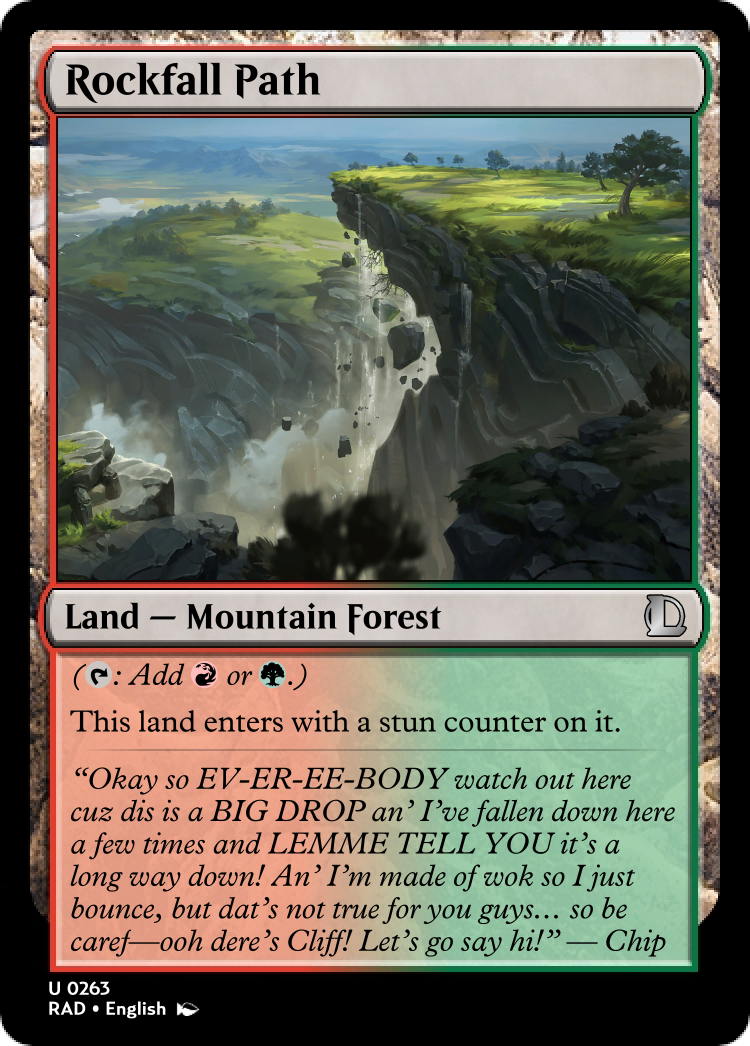 Rockfall Path
Land — Mountain Forest
(: Add or .)
This land enters with a stun counter on it.
“Okay so EV-ER-EE-BODY watch out here
cuz dis is a BIG DROP an’ I’ve fallen down here
a few times and LEMME TELL YOU it’s a
long way down! An’ I’m made of wok so I just
bounce, but dat’s not true for you guys… so be
caref—ooh dere’s Cliff! Let’s go say hi!” — Chip
U 0263
RAD • English